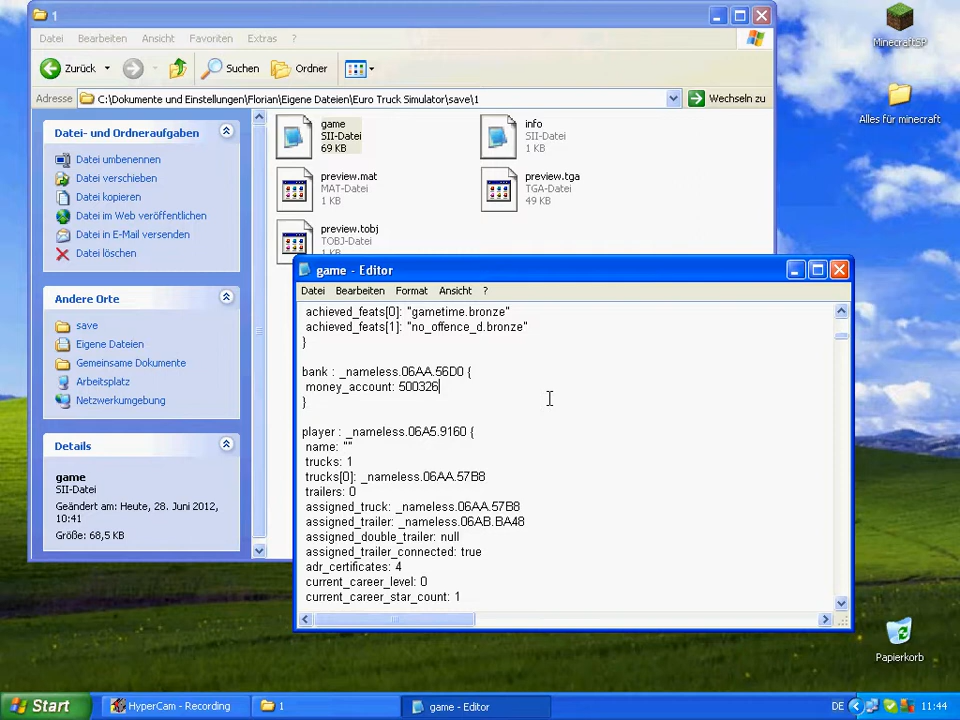 1
Datei Bearbeiten Ansicht Favoriten Extras ?
Zurück Suchen Ordner
Adresse C:\Dokumente und Einstellungen\Florian\Eigene Dateien\Euro Truck Simulator\save\1 Wechseln zu
Datei- und Ordneraufgaben
Datei umbenennen
Datei verschieben
Datei kopieren
Datei im Web veröffentlichen
Datei in E-Mail versenden
Datei löschen
Andere Orte
save
Eigene Dateien
Gemeinsame Dokumente
Arbeitsplatz
Netzwerkumgebung
Details
game
SII-Datei
Geändert am: Heute, 28. Juni 2012,
10:41
Größe: 68,5 KB
game
SII-Datei
69 KB
info
SII-Datei
1 KB
preview.mat
MAT-Datei
1 KB
preview.tga
TGA-Datei
49 KB
preview.tobj
TOBJ-Datei
1 KB
game - Editor
Datei Bearbeiten Format Ansicht ?
achieved_feats[0]: "gametime.bronze"
achieved_feats[1]: "no_offence_d.bronze"
}
bank : _nameless.06AA.56D0 {
money_account: 500326
}
player : _nameless.06A5.9160 {
name: ""
trucks: 1
trucks[0]: _nameless.06AA.57B8
trailers: 0
assigned_truck: _nameless.06AA.57B8
assigned_trailer: _nameless.06AB.BA48
assigned_double_trailer: null
assigned_trailer_connected: true
adr_certificates: 4
current_career_level: 0
current_career_star_count: 1
MinecraftSP
Alles für minecraft
Papierkorb
Start HyperCam - Recording 1 game - Editor DE 11:44